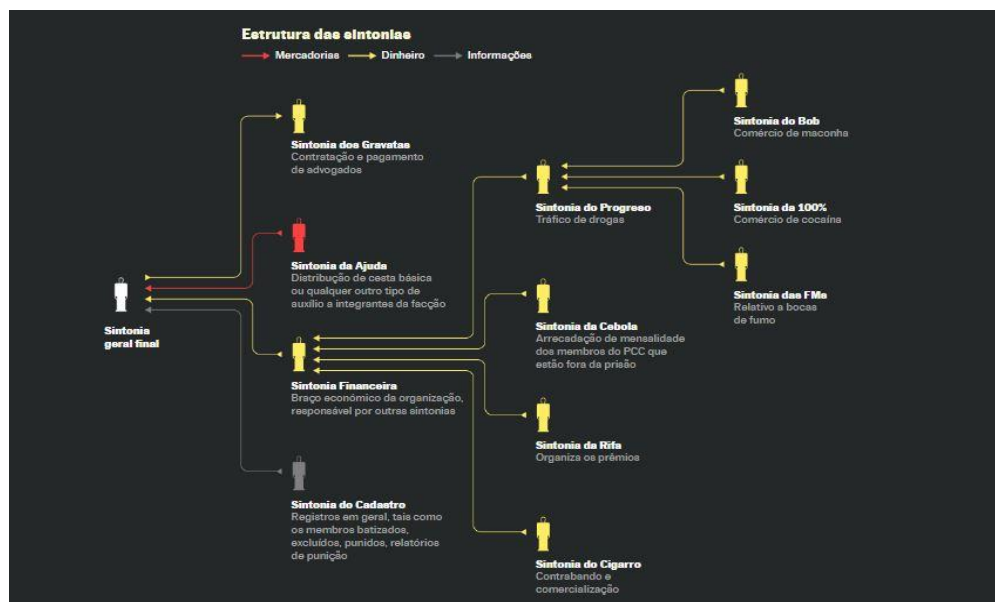 Estrutura das sintonias
Mercadorias Dinheiro Informações
Sintonia dos Gravatas
Contratação e pagamento
de advogados
Sintonia da Ajuda
Distribuição de cesta básica
ou qualquer outro tipo de
auxílio a integrantes da facção
Sintonia
geral final
Sintonia Financeira
Braço econômico da organização,
responsável por outras sintonias
Sintonia do Cadastro
Registros em geral, tais como
os membros batizados,
excluídos, punidos, relatórios
de punição
Sintonia do Progreso
Tráfico de drogas
Sintonia da Cebola
Arrecadação de mensalidade
dos membros do PCC que
estão fora da prisão
Sintonia da Rifa
Organiza os prêmios
Sintonia do Cigarro
Contrabando e
comercialização
Sintonia do Bob
Comércio de maconha
Sintonia da 100%
Comércio de cocaína
Sintonia das FMs
Relativo a bocas
de fumo